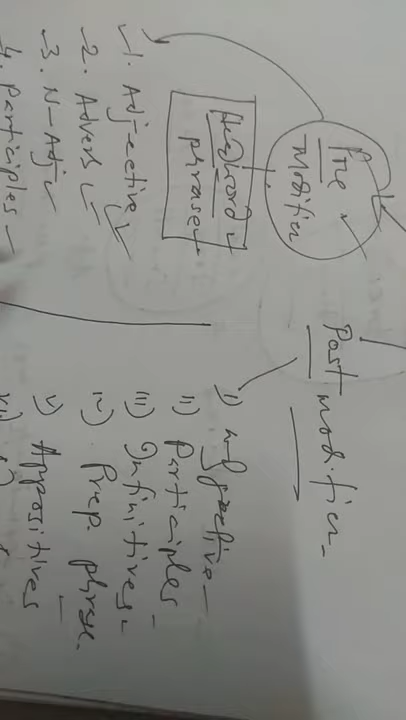 Pre
modifier
Headword
phrase
1. Adjective
2. Adverb
3. N-Adj
4. Participles
Post modifier
i) Adjective
ii) Participles
iii) Infinitives
iv) Prep. phrase.
v) Appositives